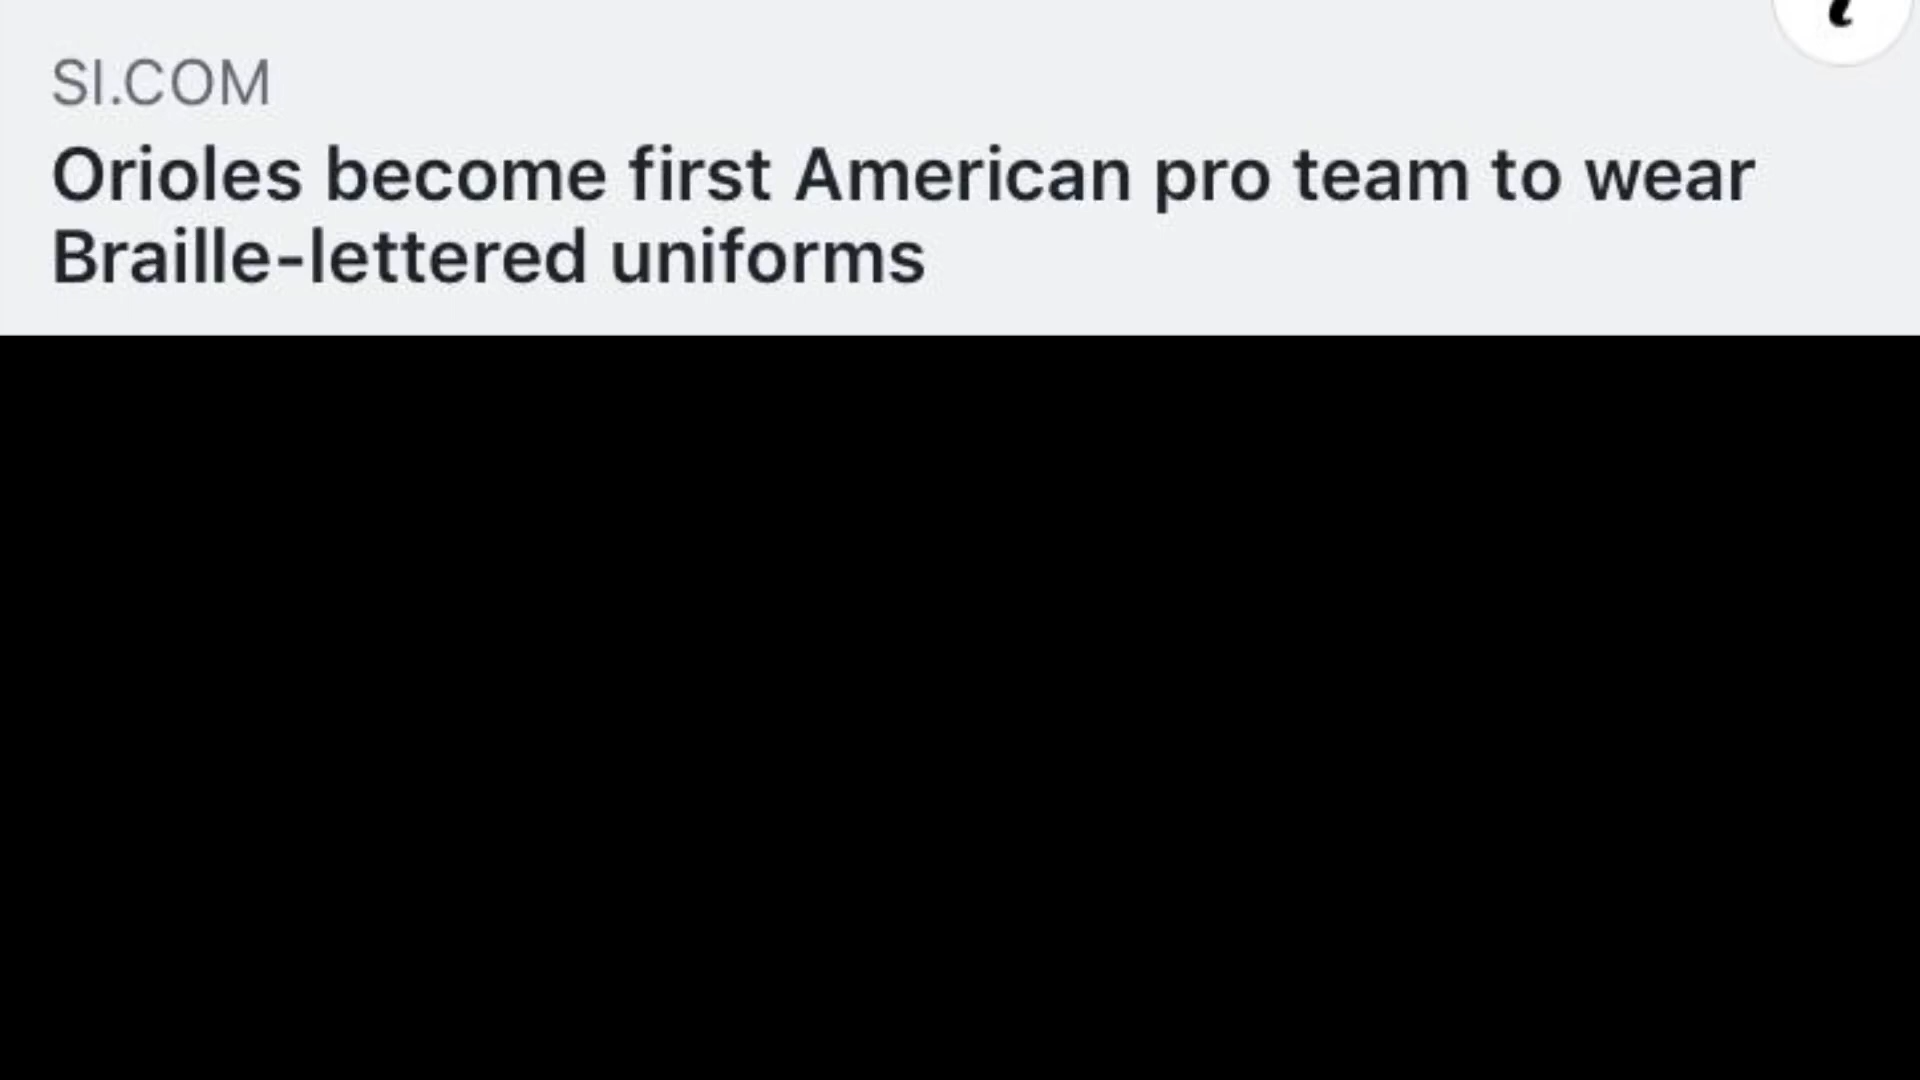 SI.COM
Orioles become first American pro team to wear
Braille-lettered uniforms